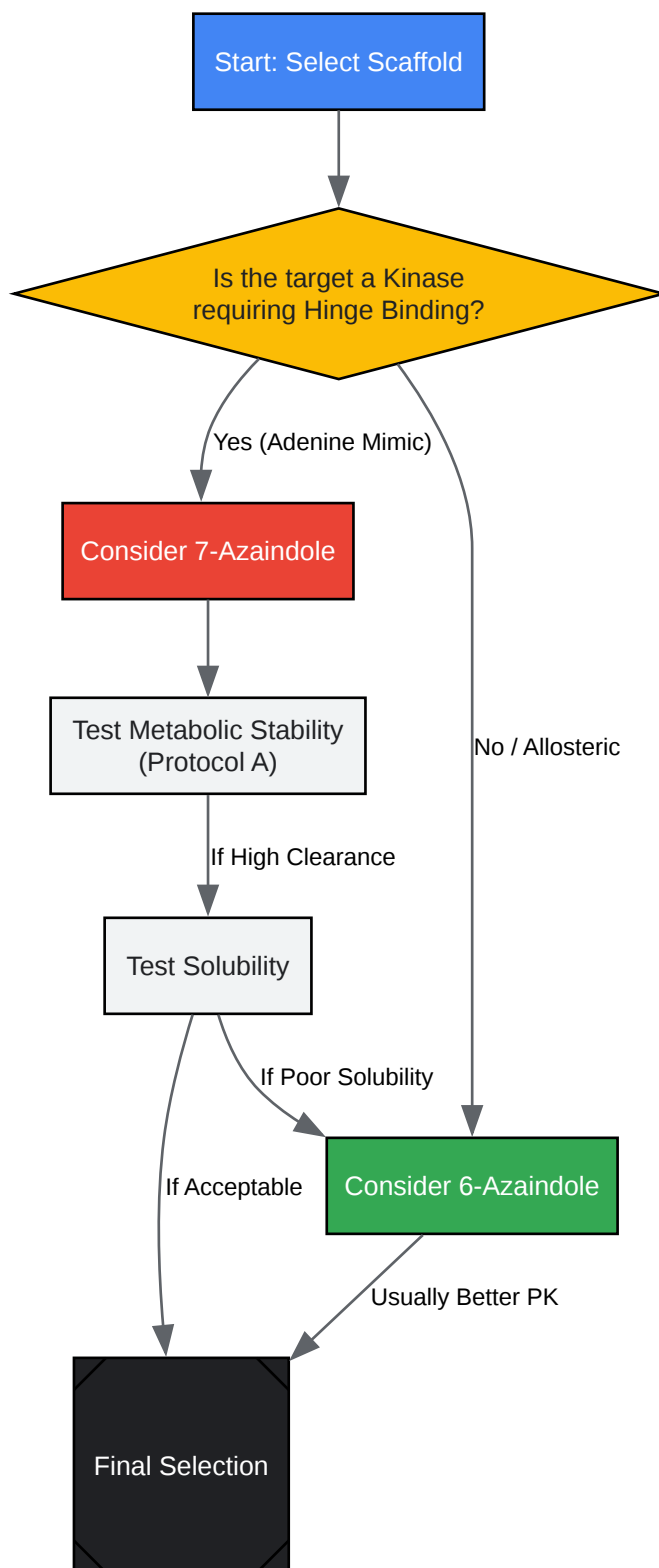 Start: Select Scaffold
Is the target a Kinase
requiring Hinge Binding?
Yes (Adenine Mimic)
Consider 7-Azaindole
Test Metabolic Stability
(Protocol A)
No / Allosteric
If High Clearance
Test Solubility
If Poor Solubility
If Acceptable
Consider 6-Azaindole
Usually Better PK
Final Selection